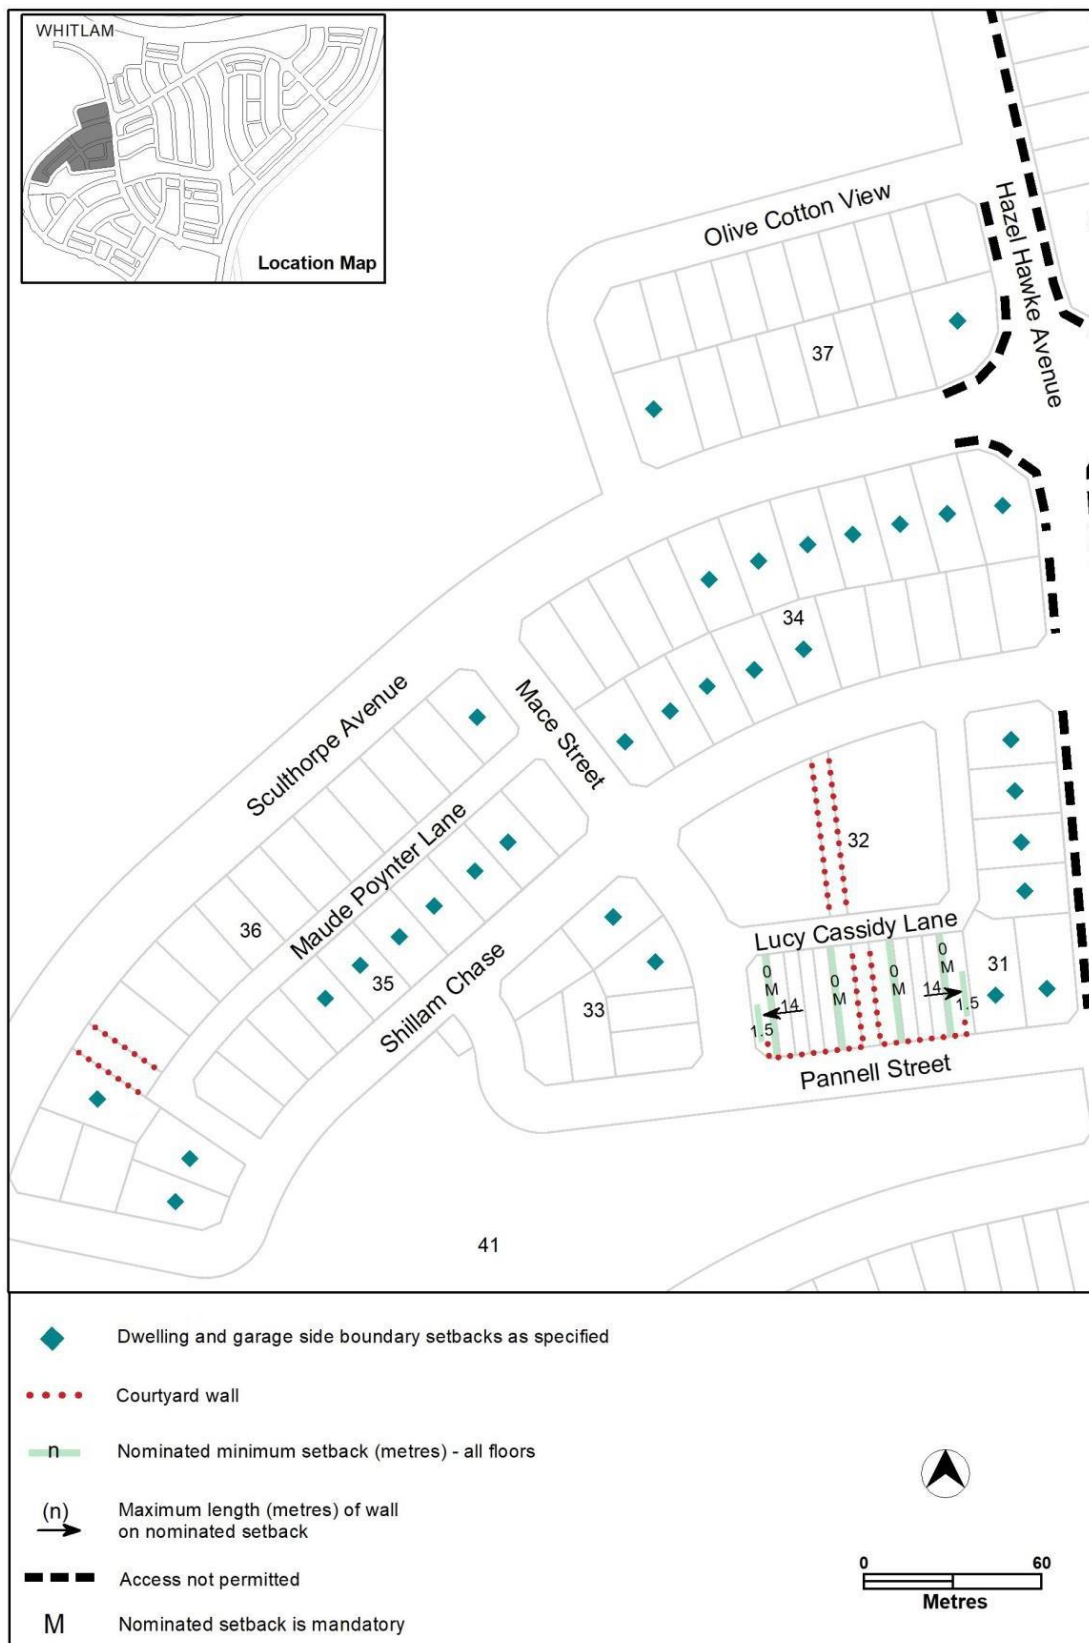 WHITLAM
Location Map
Olive Cotton View
Hazel Hawke Avenue
37
34
Sculthorpe Avenue
Mace Street
Maude Poynter Lane
36
35
Shillam Chase
32
Lucy Cassidy Lane
33
31
0 M
14
1.5
0 M
0 M
0 M
14
1.5
Pannell Street
41
Dwelling and garage side boundary setbacks as specified
Courtyard wall
n
Nominated minimum setback (metres) - all floors
(n)
Maximum length (metres) of wall
on nominated setback
Access not permitted
M
Nominated setback is mandatory
0 60
Metres